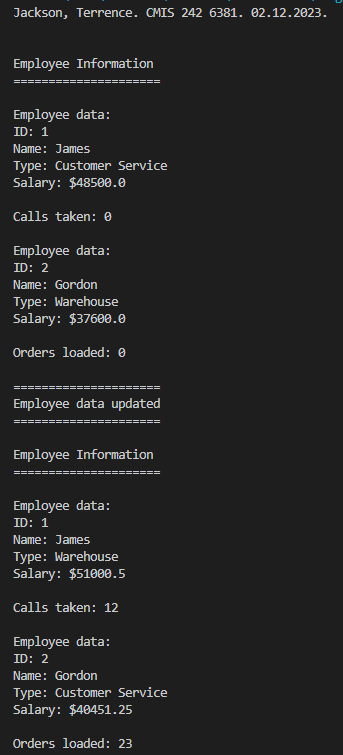 Jackson, Terrence. CMIS 242 6381. 02.12.2023.
Employee Information
=====================
Employee data:
ID: 1
Name: James
Type: Customer Service
Salary: $48500.0
Calls taken: 0
Employee data:
ID: 2
Name: Gordon
Type: Warehouse
Salary: $37600.0
Orders loaded: 0
=====================
Employee data updated
=====================
Employee Information
=====================
Employee data:
ID: 1
Name: James
Type: Warehouse
Salary: $51000.5
Calls taken: 12
Employee data:
ID: 2
Name: Gordon
Type: Customer Service
Salary: $40451.25
Orders loaded: 23